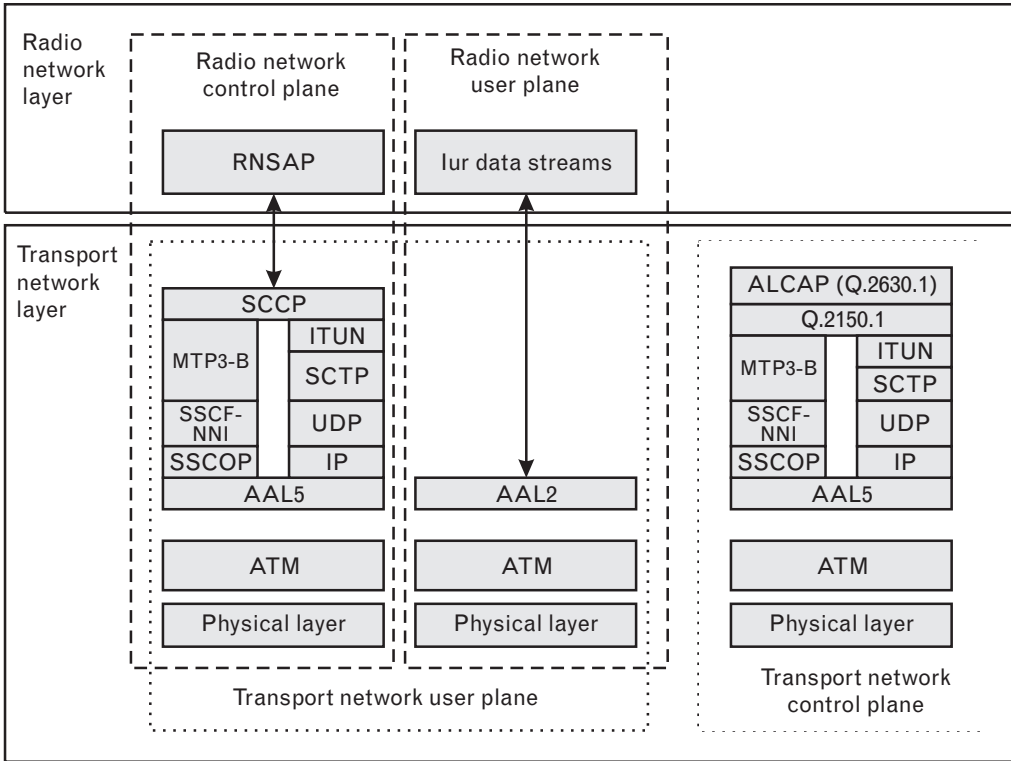 Radio
network
layer
Radio network
control plane
Radio network
user plane
RNSAP
Iur data streams
Transport
network
layer
SCCP
MTP3-B
SSCF-
NNI
SSCOP
ITUN
SCTP
UDP
IP
AAL5
ATM
Physical layer
AAL2
ATM
Physical layer
Transport network user plane
ALCAP (Q.2630.1)
Q.2150.1
MTP3-B
SSCF-
NNI
SSCOP
ITUN
SCTP
UDP
IP
AAL5
ATM
Physical layer
Transport network
control plane